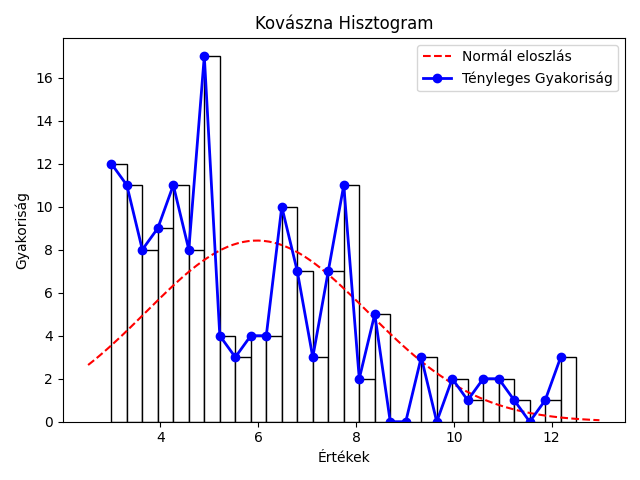 Kovászna Hisztogram
Normál eloszlás
Tényleges Gyakoriság
Gyakoriság
16
14
12
10
8
6
4
2
0
4
6
8
10
12
Értékek